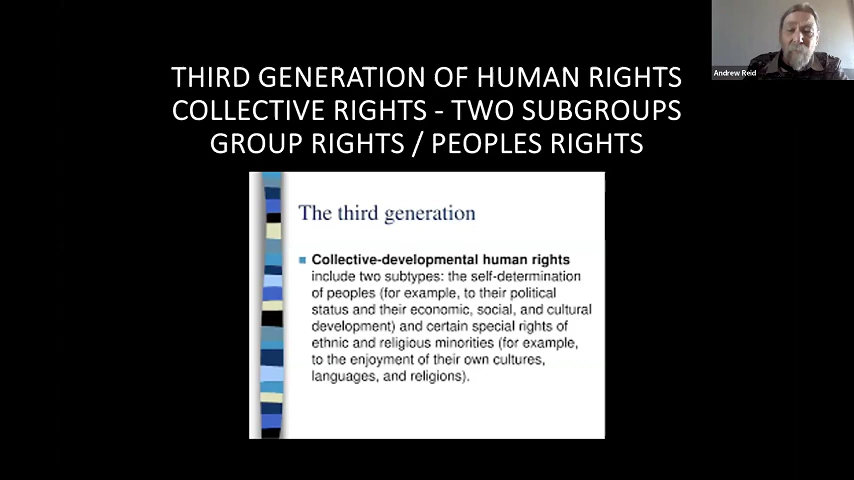 THIRD GENERATION OF HUMAN RIGHTS
COLLECTIVE RIGHTS - TWO SUBGROUPS
GROUP RIGHTS / PEOPLES RIGHTS
Andrew Reid
The third generation
Collective-developmental human rights
include two subtypes: the self-determination
of peoples (for example, to their political
status and their economic, social, and cultural
development) and certain special rights of
ethnic and religious minorities (for example,
to the enjoyment of their own cultures,
languages, and religions).